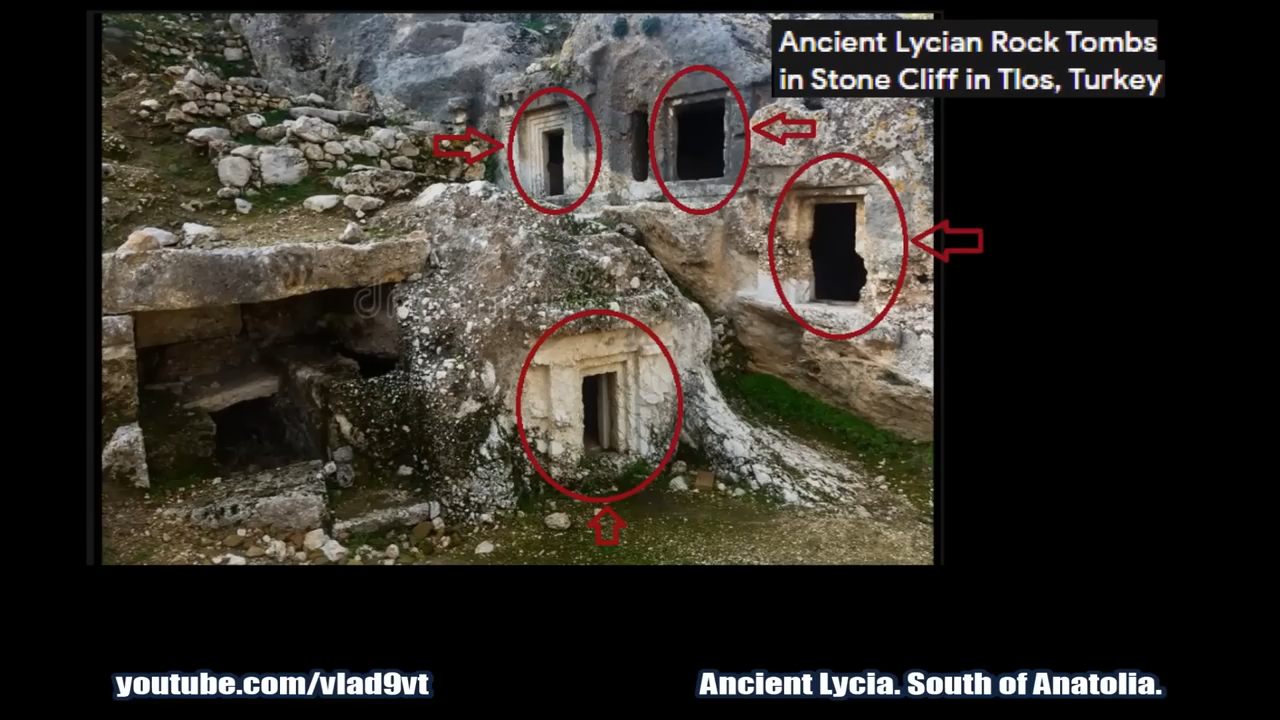 Ancient Lycian Rock Tombs
in Stone Cliff in Tlos, Turkey
youtube.com/vlad9vt
Ancient Lycia. South of Anatolia.